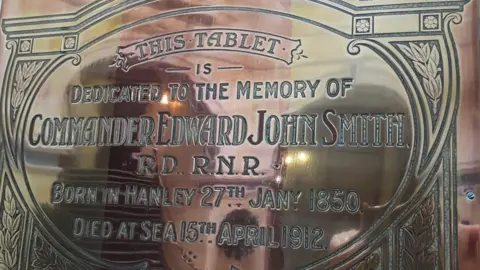 THIS·TABLET·
IS
DEDICATED TO THE MEMORY OF
COMMANDER EDWARD JOHN SMITH
R.D. R.N.R.
BORN IN HANLEY 27TH JANY 1850
DIED AT SEA 15TH APRIL 1912.